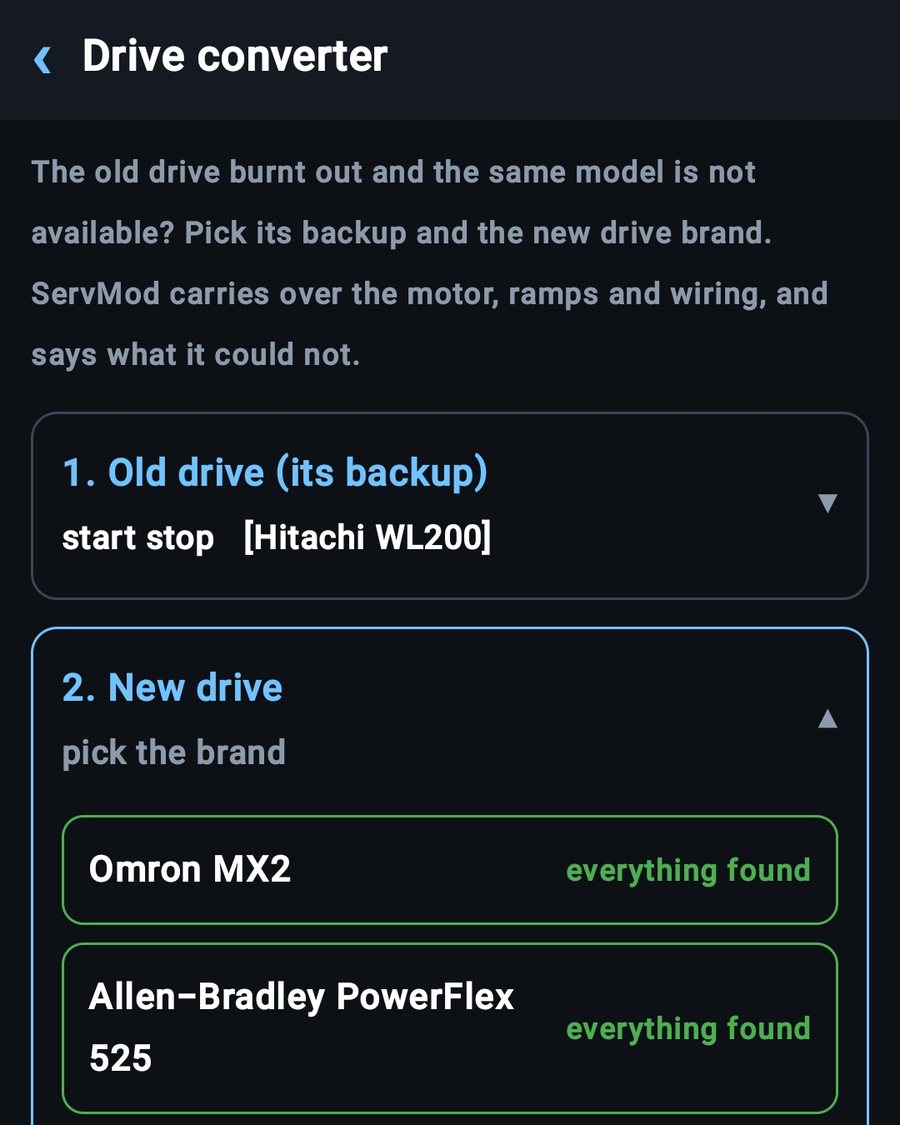 ‹ Drive converter
The old drive burnt out and the same model is not
available? Pick its backup and the new drive brand.
ServMod carries over the motor, ramps and wiring, and
says what it could not.
1. Old drive (its backup)
start stop [Hitachi WL200]
▼
2. New drive
pick the brand
▲
Omron MX2
everything found
Allen-Bradley PowerFlex
525
everything found